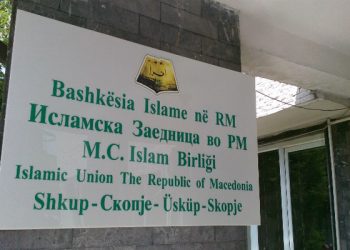 Bashkësia Islame në RM
Исламска Заедница во РМ
M.C. Islam Birliği
Islamic Union The Republic of Macedonia
Shkup-Скопје-Üsküp-Skopje